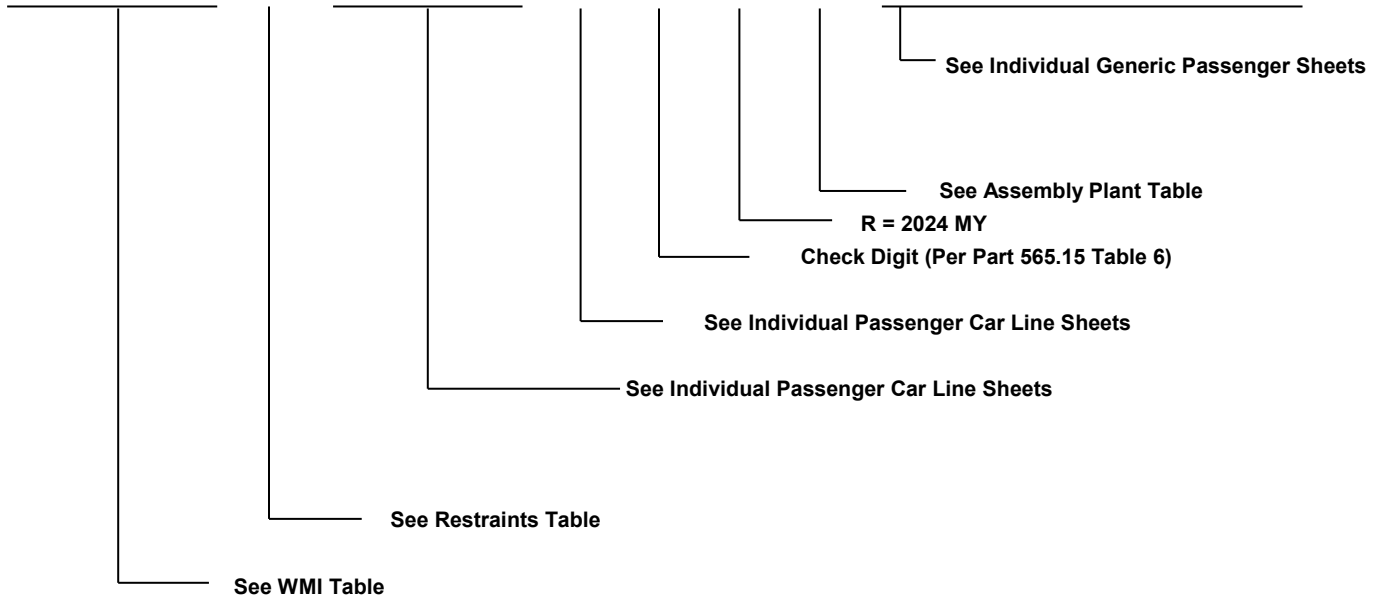 See Individual Generic Passenger Sheets
See Assembly Plant Table
R = 2024 MY
Check Digit (Per Part 565.15 Table 6)
See Individual Passenger Car Line Sheets
See Individual Passenger Car Line Sheets
See Restraints Table
See WMI Table